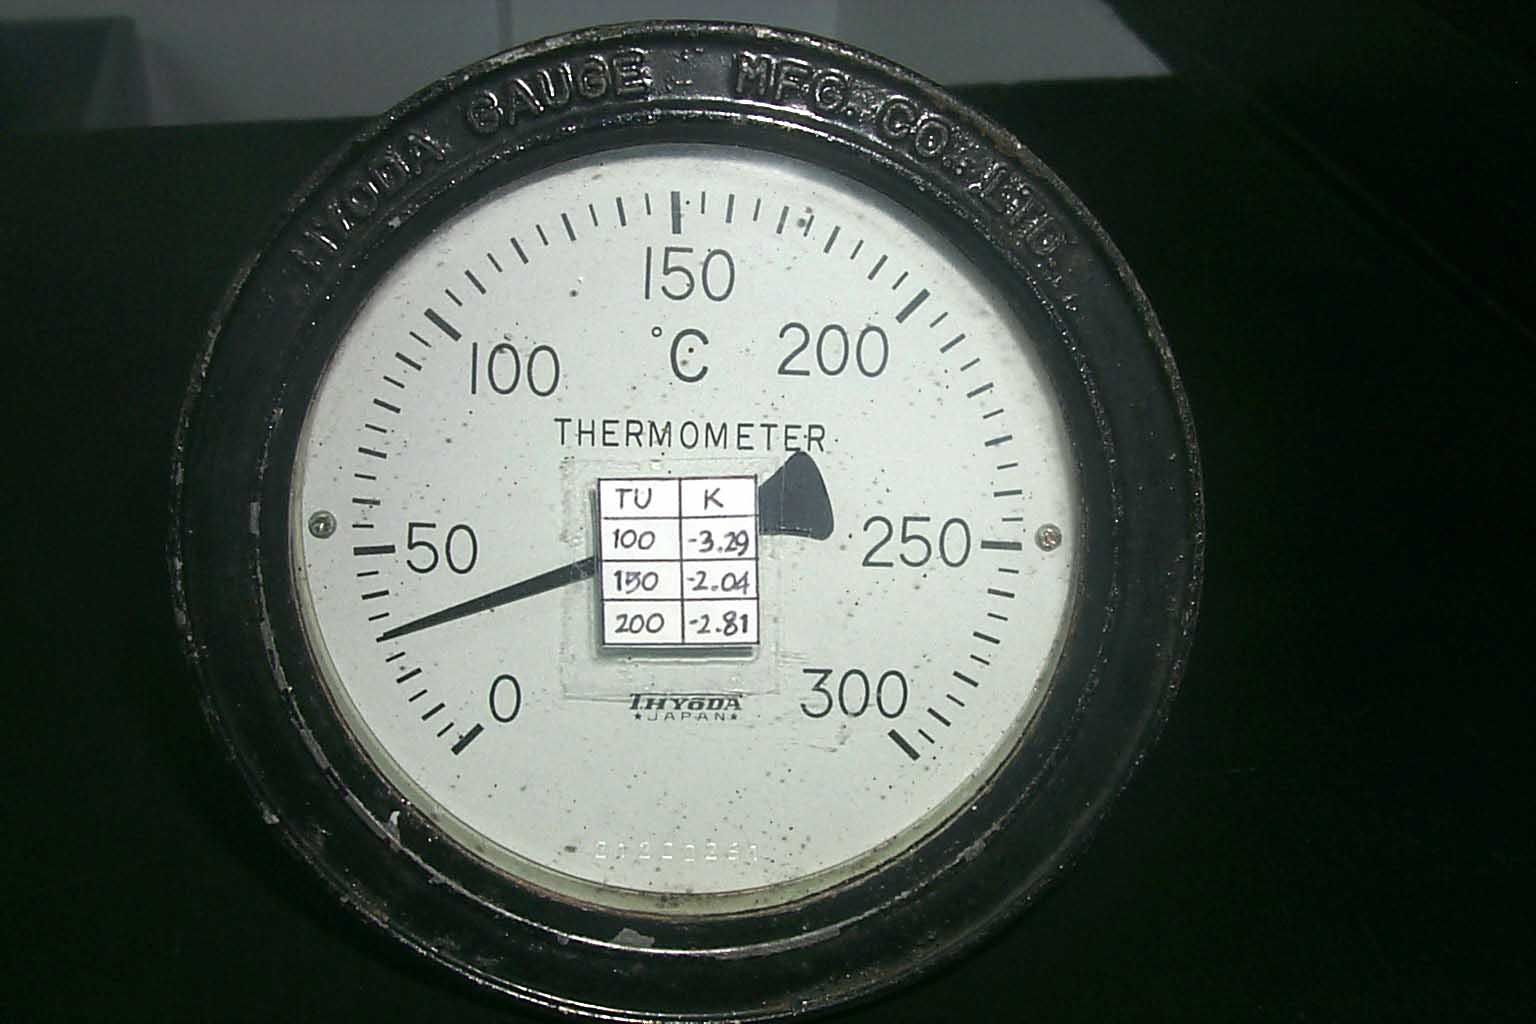 HYODA GAUGE MFG. CO. LTD.
150
°C
100
200
THERMOMETER
TU K
100 -3.29
150 -2.04
200 -2.81
50
250
0
300
T.HYODA
★JAPAN★